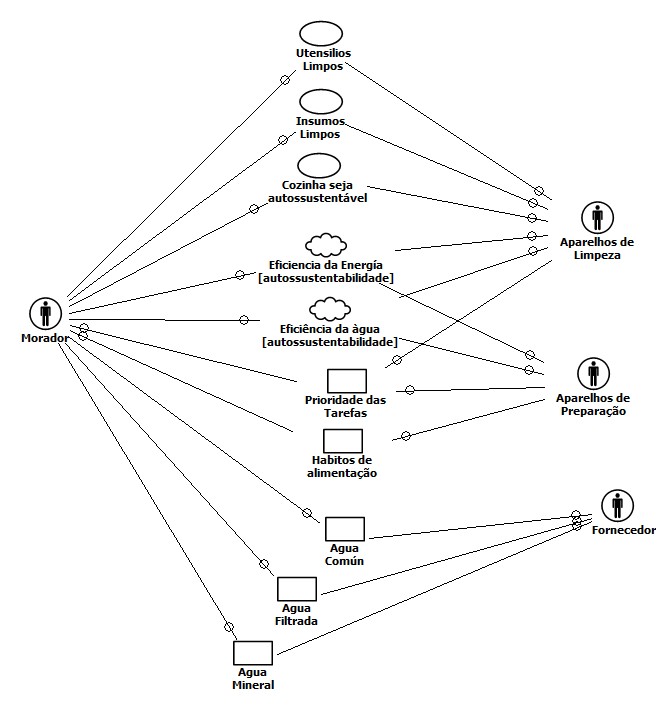 Utensilios
Limpos
Insumos
Limpos
Cozinha seja
autossustentável
Aparelhos de
Limpeza
Eficiencia da Energía
[autossustentabilidade]
Morador
Eficiência da àgua
[autossustentabilidade]
Prioridade das
Tarefas
Aparelhos de
Preparação
Habitos de
alimentação
Fornecedor
Agua
Común
Agua
Filtrada
Agua
Mineral